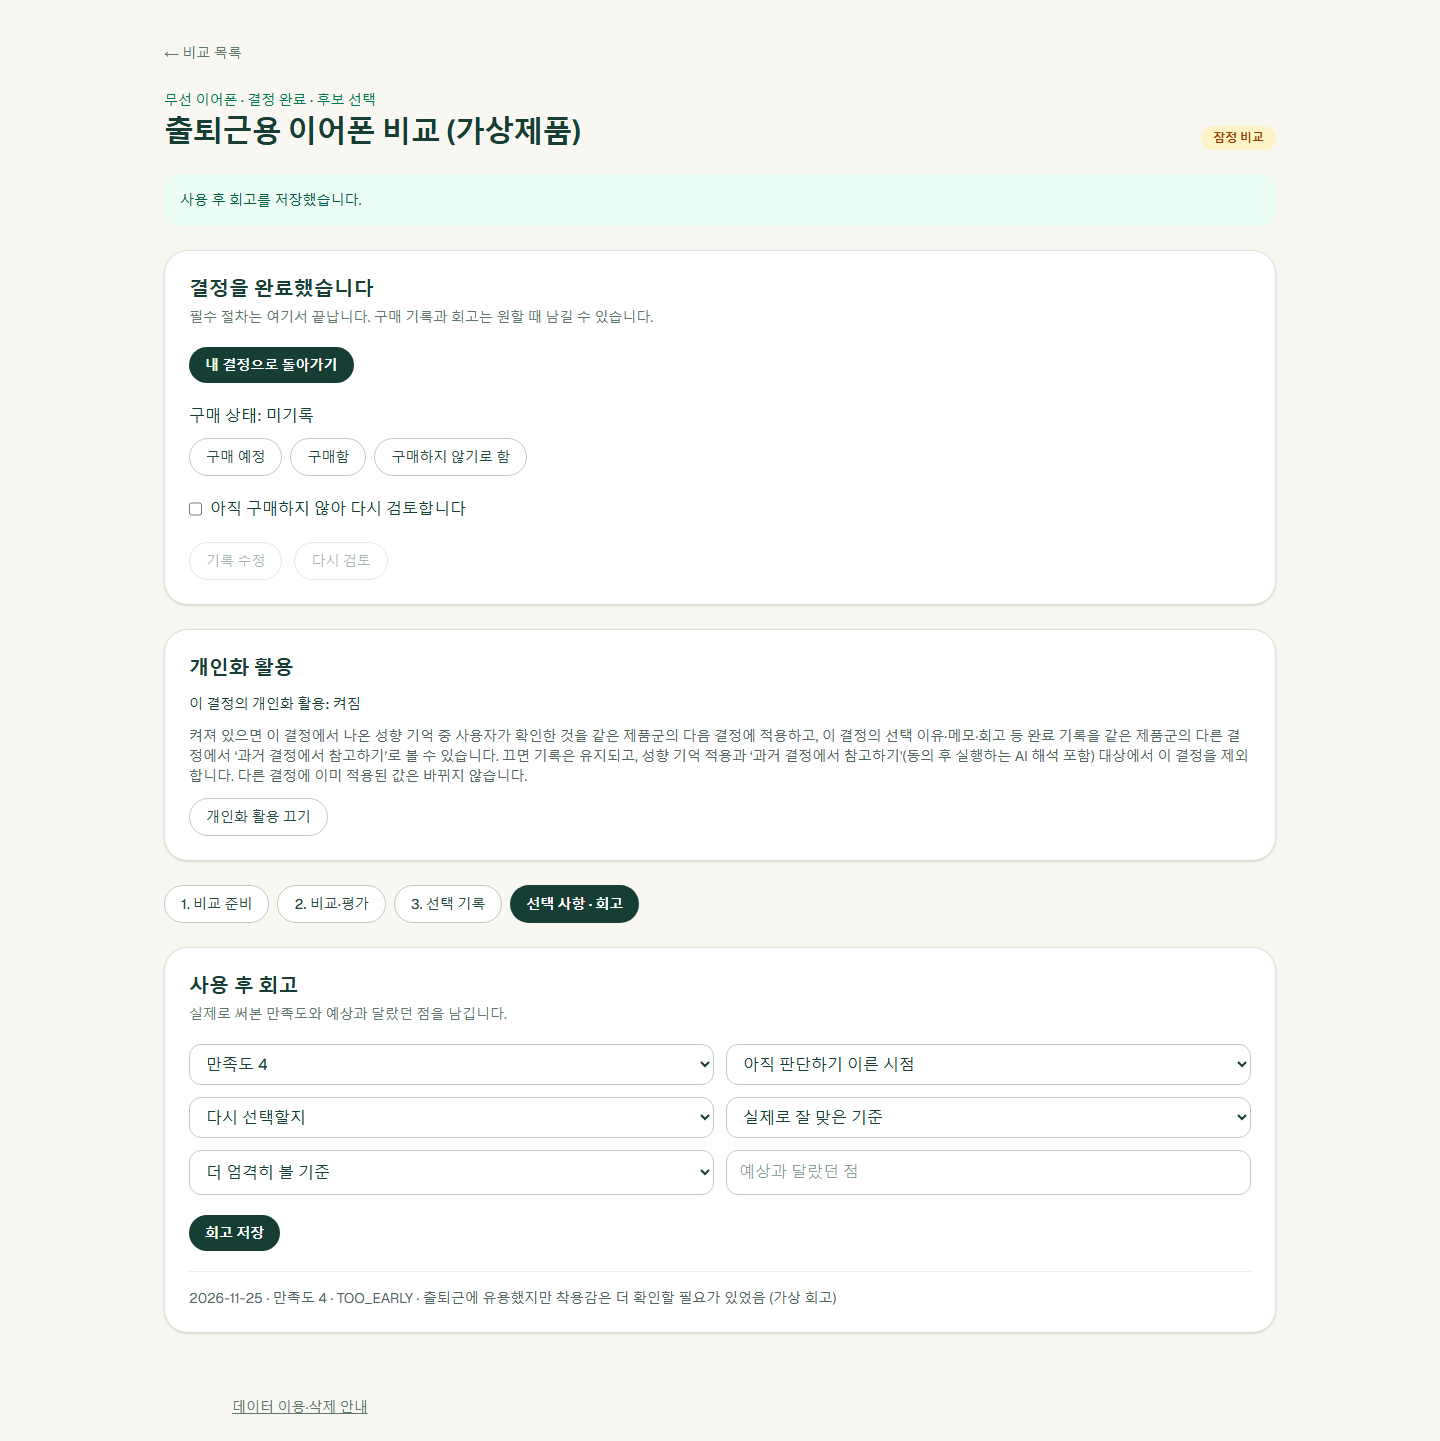 ← 비교 목록
무선 이어폰 · 결정 완료 · 후보 선택
출퇴근용 이어폰 비교 (가상제품)
잠정 비교
사용 후 회고를 저장했습니다.
결정을 완료했습니다
필수 절차는 여기서 끝납니다. 구매 기록과 회고는 원할 때 남길 수 있습니다.
내 결정으로 돌아가기
구매 상태: 미기록
구매 예정 구매함 구매하지 않기로 함
아직 구매하지 않아 다시 검토합니다
기록 수정 다시 검토
개인화 활용
이 결정의 개인화 활용: 켜짐
켜져 있으면 이 결정에서 나온 성향 기억 중 사용자가 확인한 것을 같은 제품군의 다음 결정에 적용하고, 이 결정의 선택 이유·메모·회고 등 완료 기록을 같은 제품군의 다른 결
정에서 ‘과거 결정에서 참고하기’로 볼 수 있습니다. 끄면 기록은 유지되고, 성향 기억 적용과 ‘과거 결정에서 참고하기’(동의 후 실행하는 AI 해석 포함) 대상에서 이 결정을 제외
합니다. 다른 결정에 이미 적용된 값은 바뀌지 않습니다.
개인화 활용 끄기
1. 비교 준비 2. 비교·평가 3. 선택 기록 선택 사항 · 회고
사용 후 회고
실제로 써본 만족도와 예상과 달랐던 점을 남깁니다.
만족도 4 아직 판단하기 이른 시점
다시 선택할지 실제로 잘 맞은 기준
더 엄격히 볼 기준 예상과 달랐던 점
회고 저장
2026-11-25 · 만족도 4 · TOO_EARLY · 출퇴근에 유용했지만 착용감은 더 확인할 필요가 있었음 (가상 회고)
데이터 이용·삭제 안내